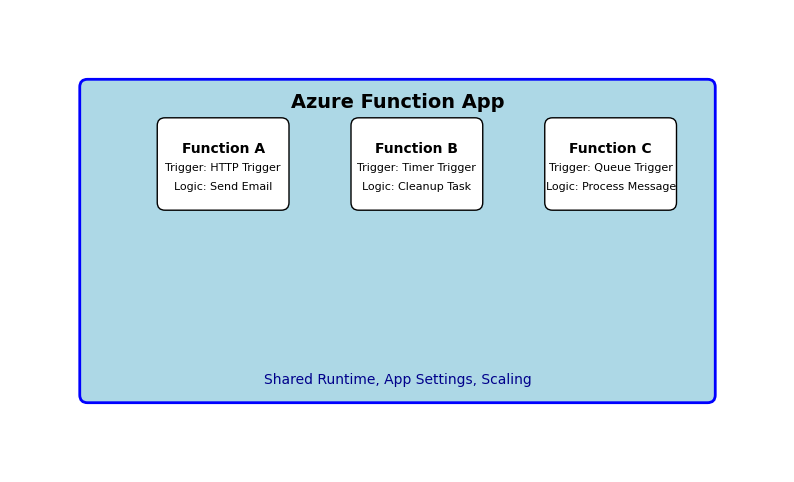 Azure Function App
Function A
Trigger: HTTP Trigger
Logic: Send Email
Function B
Trigger: Timer Trigger
Logic: Cleanup Task
Function C
Trigger: Queue Trigger
Logic: Process Message
Shared Runtime, App Settings, Scaling